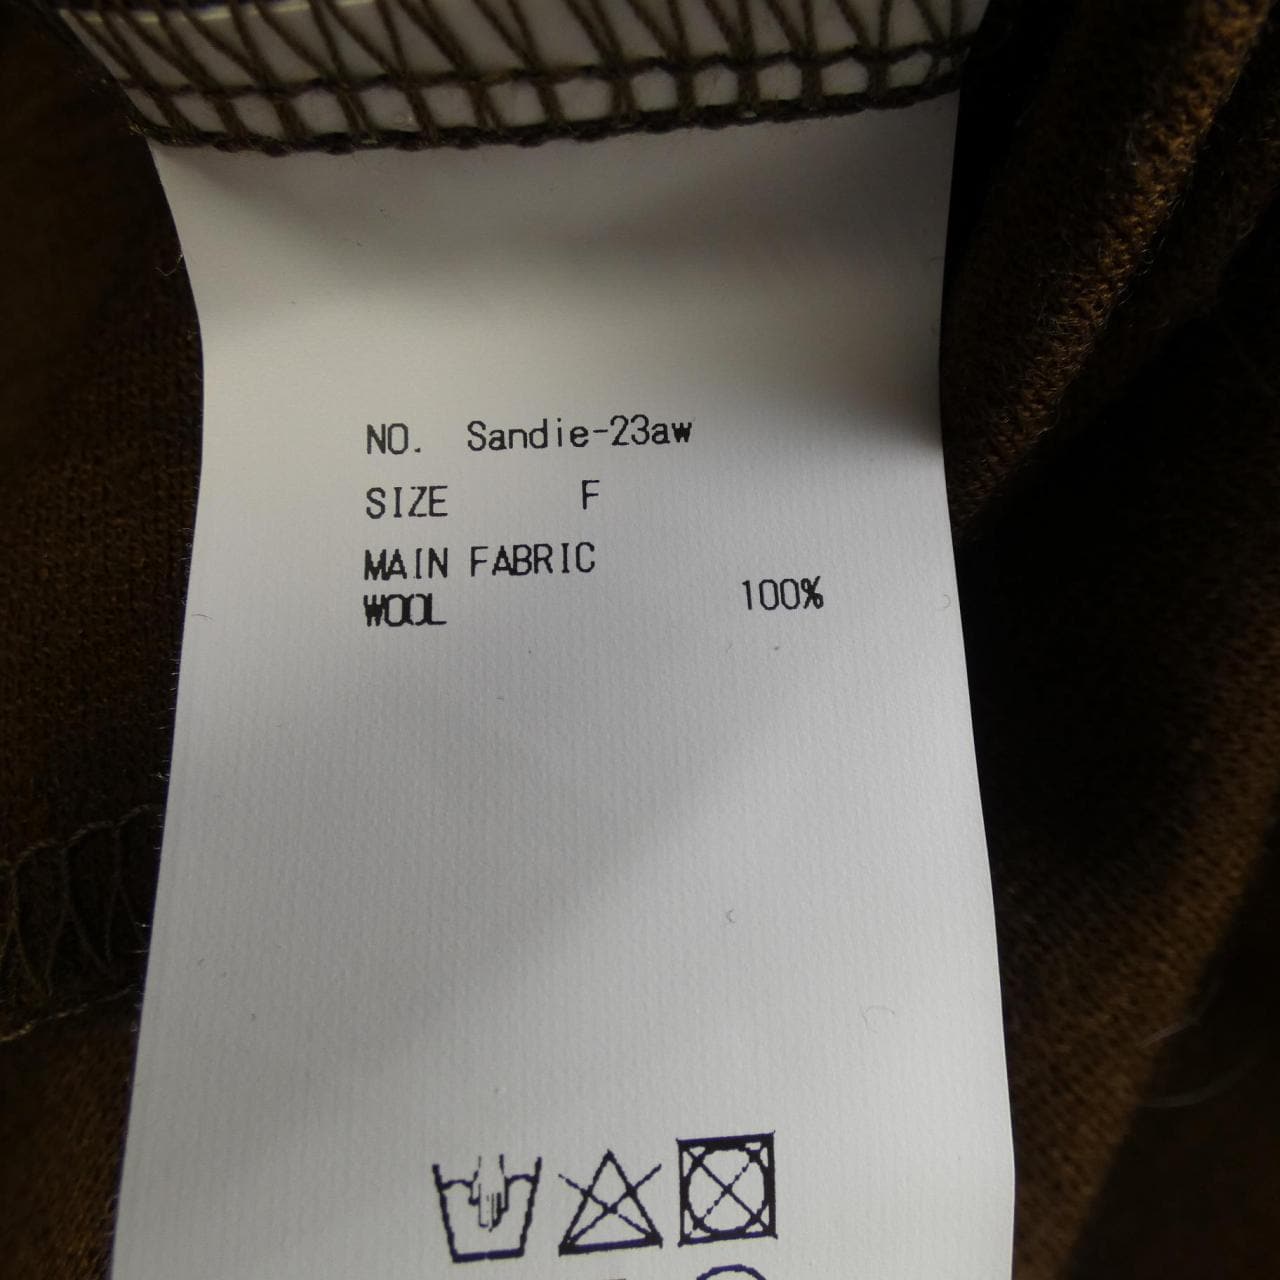 NO. Sandie-23aw
SIZE F
MAIN FABRIC
WOOL 100%